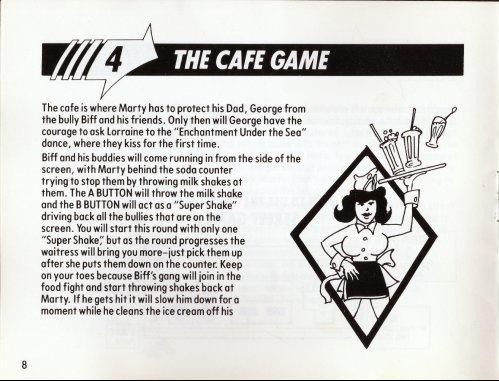 4 THE CAFE GAME
The cafe is where Marty has to protect his Dad, George from
the bully Biff and his friends. Only then will George have the
courage to ask Lorraine to the "Enchantment Under the Sea"
dance, where they kiss for the first time.
Biff and his buddies will come running in from the side of the
screen, with Marty behind the soda counter
trying to stop them by throwing milk shakes at
them. The A BUTTON will throw the milk shake
and the B BUTTON will act as a "Super Shake"
driving back all the bullies that are on the
screen. You will start this round with only one
"Super Shake," but as the round progresses the
waitress will bring you more–just pick them up
after she puts them down on the counter. Keep
on your toes because Biff's gang will join in the
food fight and start throwing shakes back at
Marty. If he gets hit it will slow him down for a
moment while he cleans the ice cream off his
8